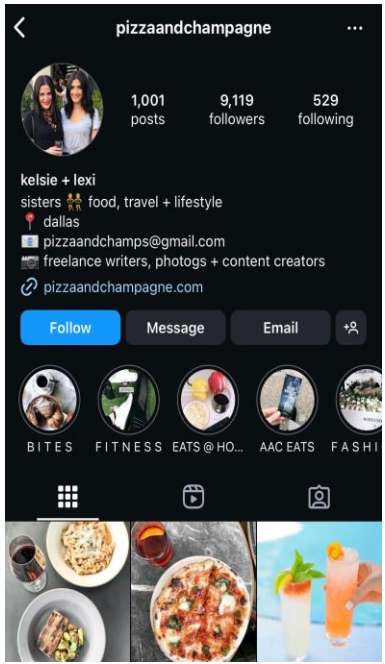 pizzaandchampagne
1,001 9,119 529
posts followers following
kelsie + lexi
sisters 👯 food, travel + lifestyle
📍 dallas
📧 pizzaandchamps@gmail.com
📷 freelance writers, photogs + content creators
pizzaandchampagne.com
Follow Message Email
BITES FITNESS EATS @ HO... AAC EATS FASHI